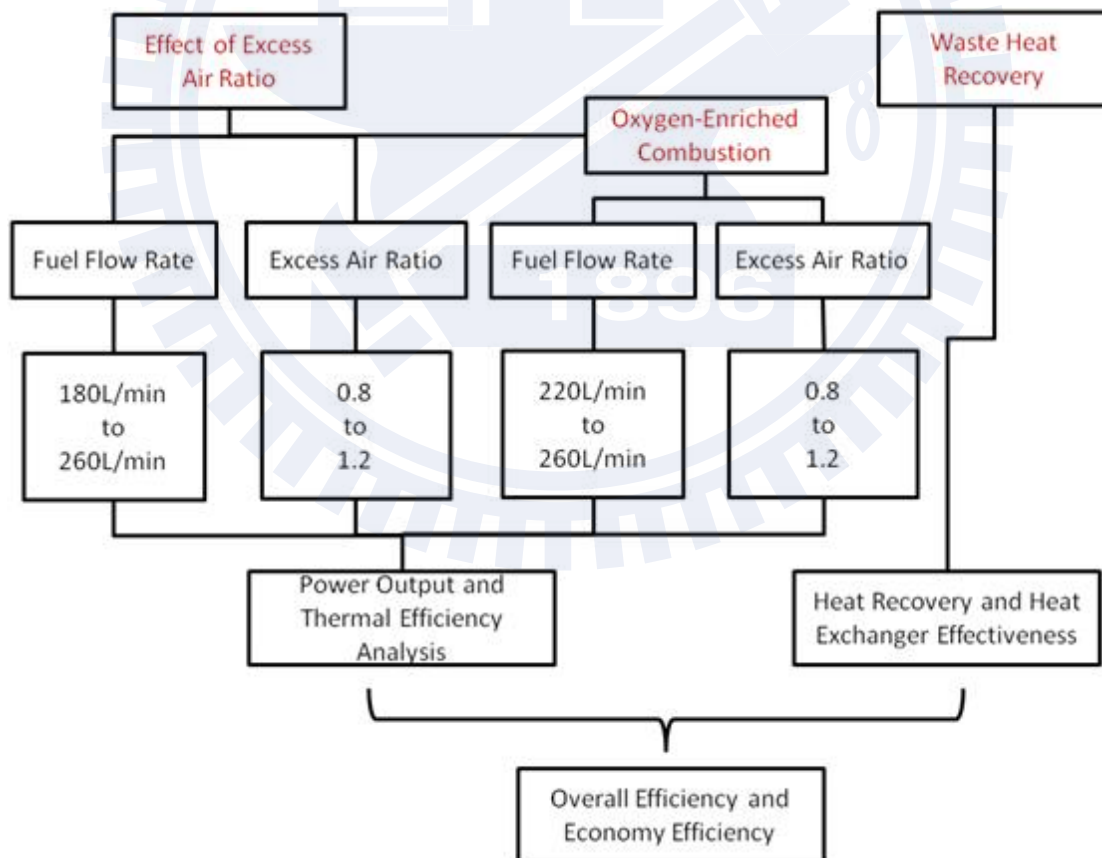 Effect of Excess
Air Ratio
Waste Heat
Recovery
Oxygen-Enriched
Combustion
Fuel Flow Rate
Excess Air Ratio
Fuel Flow Rate
Excess Air Ratio
1896
180L/min
to
260L/min
0.8
to
1.2
220L/min
to
260L/min
0.8
to
1.2
Power Output and
Thermal Efficiency
Analysis
Heat Recovery and Heat
Exchanger Effectiveness
Overall Efficiency and
Economy Efficiency